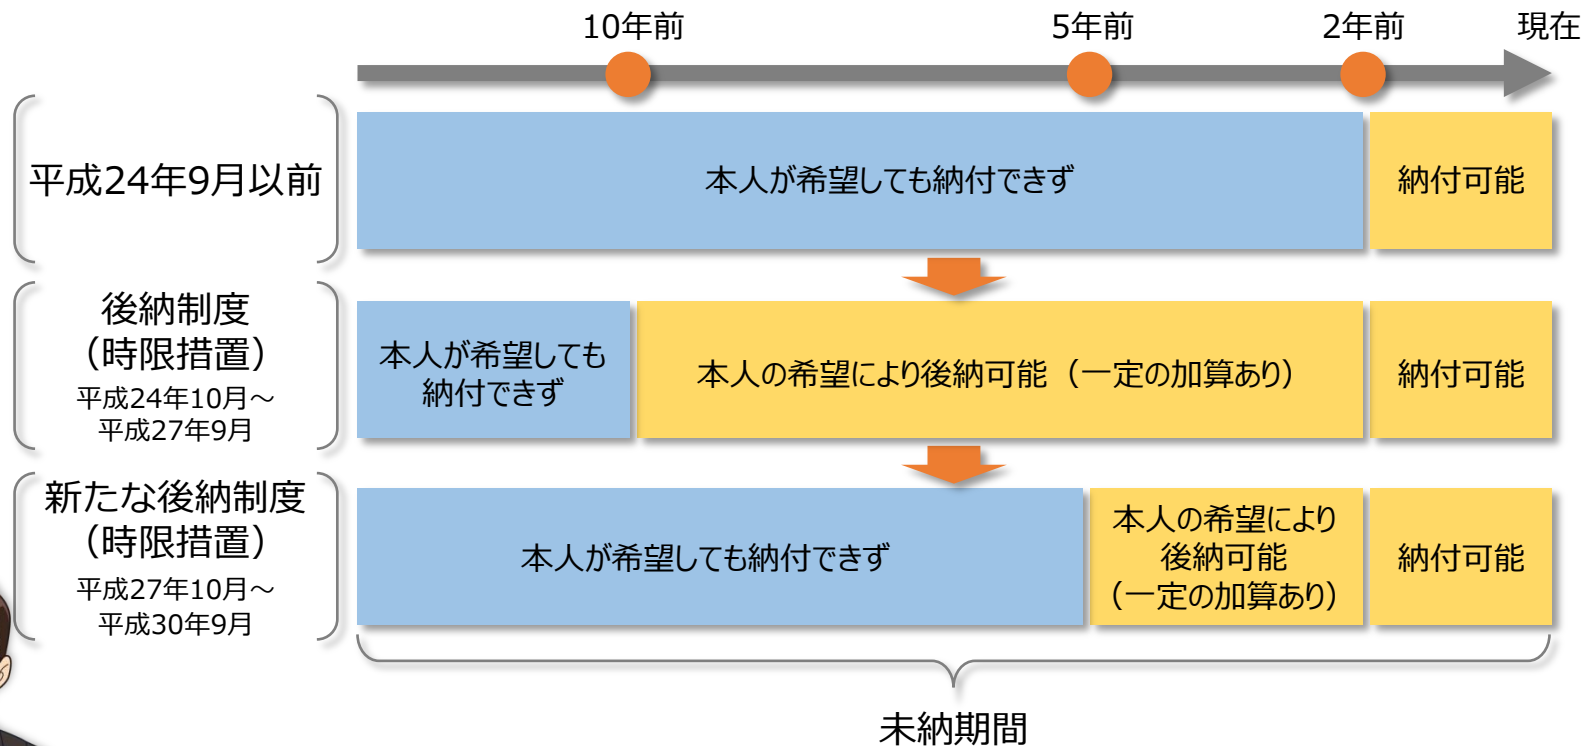 10年前
5年前
2年前
現在
平成24年9月以前
本人が希望しても納付できず
納付可能
後納制度
（時限措置）
平成24年10月～
平成27年9月
本人が希望しても
納付できず
本人の希望により後納可能（一定の加算あり）
納付可能
新たな後納制度
（時限措置）
平成27年10月～
平成30年9月
本人が希望しても納付できず
本人の希望により
後納可能
（一定の加算あり）
納付可能
未納期間